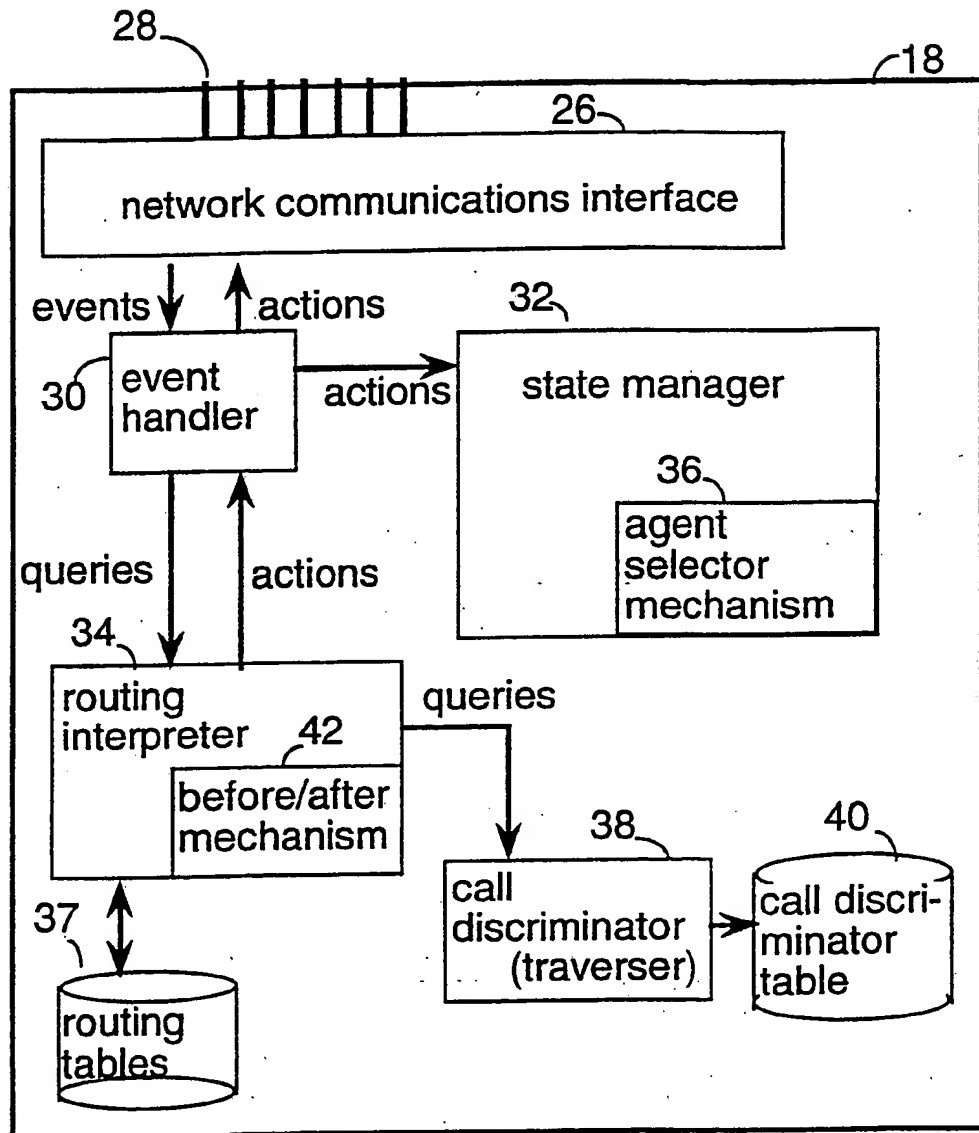 28
18
26
network communications interface
events
actions
32
30
event
handler
actions
state manager
36
agent
selector
mechanism
queries
actions
34
routing
interpreter
queries
42
before/after
mechanism
38
40
call
discriminator
(traverser)
call discri-
minator
table
37
routing
tables